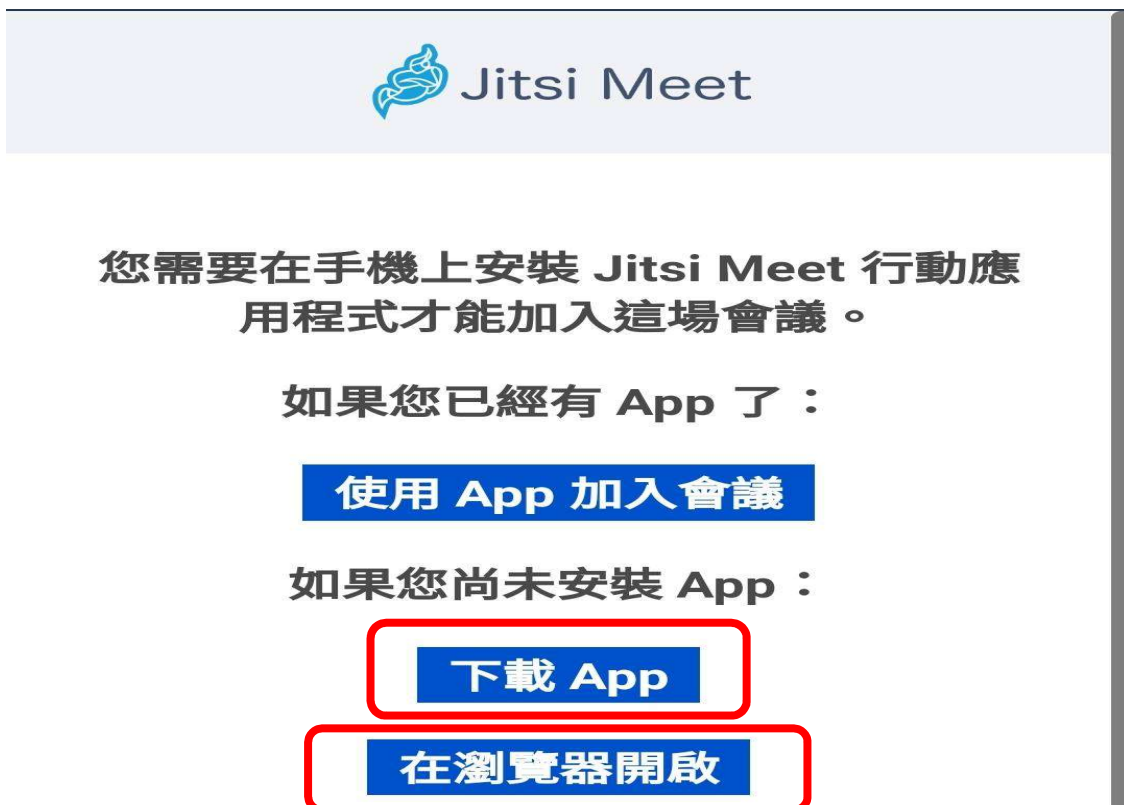 Jitsi Meet
您需要在手機上安裝 Jitsi Meet 行動應
用程式才能加入這場會議。
如果您已經有 App 了：
使用 App 加入會議
如果您尚未安裝 App：
下載 App
在瀏覽器開啟